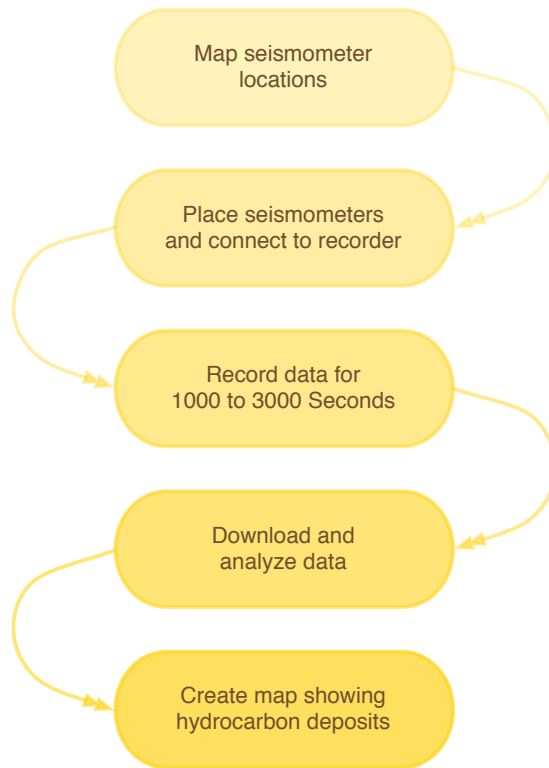 Map seismometer
locations
Place seismometers
and connect to recorder
Record data for
1000 to 3000 Seconds
Download and
analyze data
Create map showing
hydrocarbon deposits